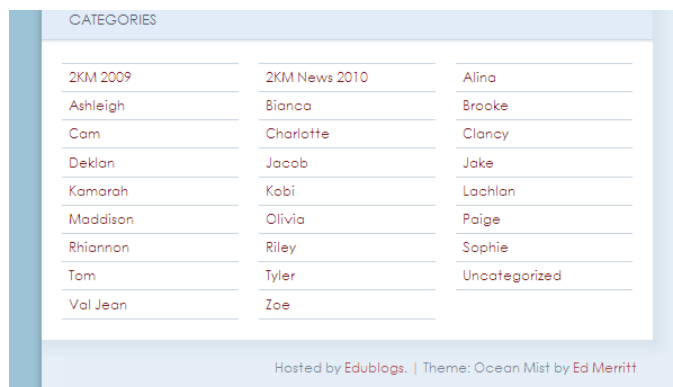 CATEGORIES
2KM 2009 2KM News 2010 Alina
Ashleigh Bianca Brooke
Cam Charlotte Clancy
Deklan Jacob Jake
Kamarah Kobi Lachlan
Maddison Olivia Paige
Rhiannon Riley Sophie
Tom Tyler Uncategorized
Val Jean Zoe
Hosted by Edublogs. | Theme: Ocean Mist by Ed Merritt